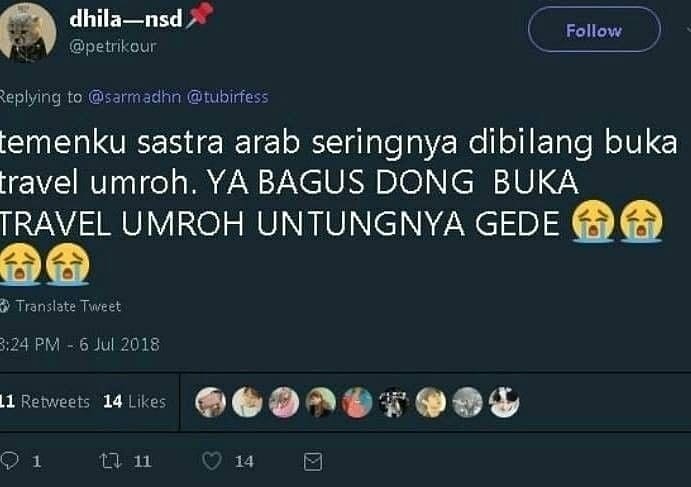 dhila—nsd📌
@petrikour
Follow
Replying to @sarmadhn @tubirfess
temenku sastra arab seringnya dibilang buka
travel umroh. YA BAGUS DONG BUKA
TRAVEL UMROH UNTUNGNYA GEDE 😭😭
😭😭
Translate Tweet
8:24 PM - 6 Jul 2018
11 Retweets 14 Likes
1 11 14